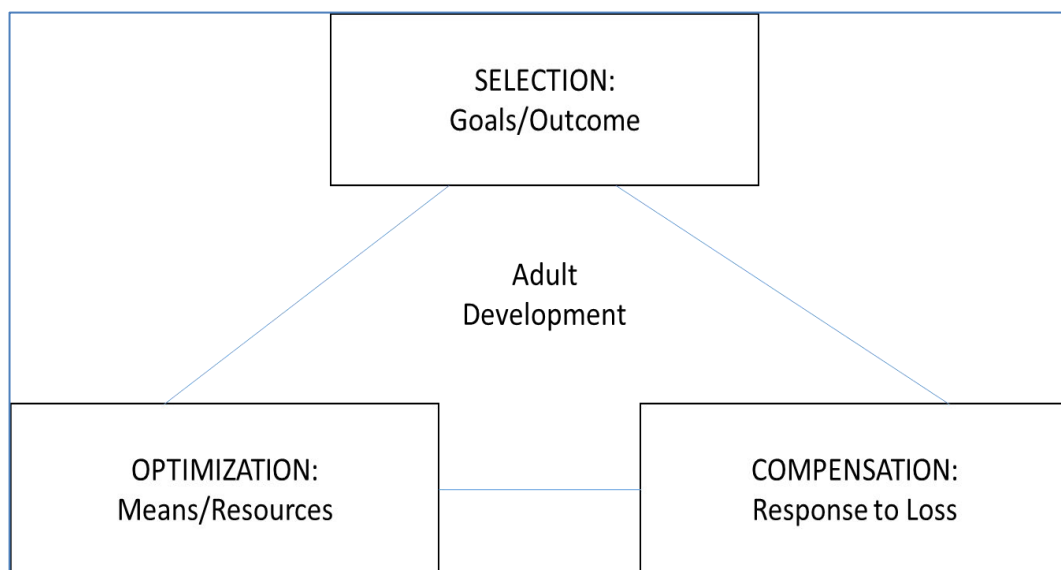 SELECTION:
Goals/Outcome
Adult
Development
OPTIMIZATION:
Means/Resources
COMPENSATION:
Response to Loss